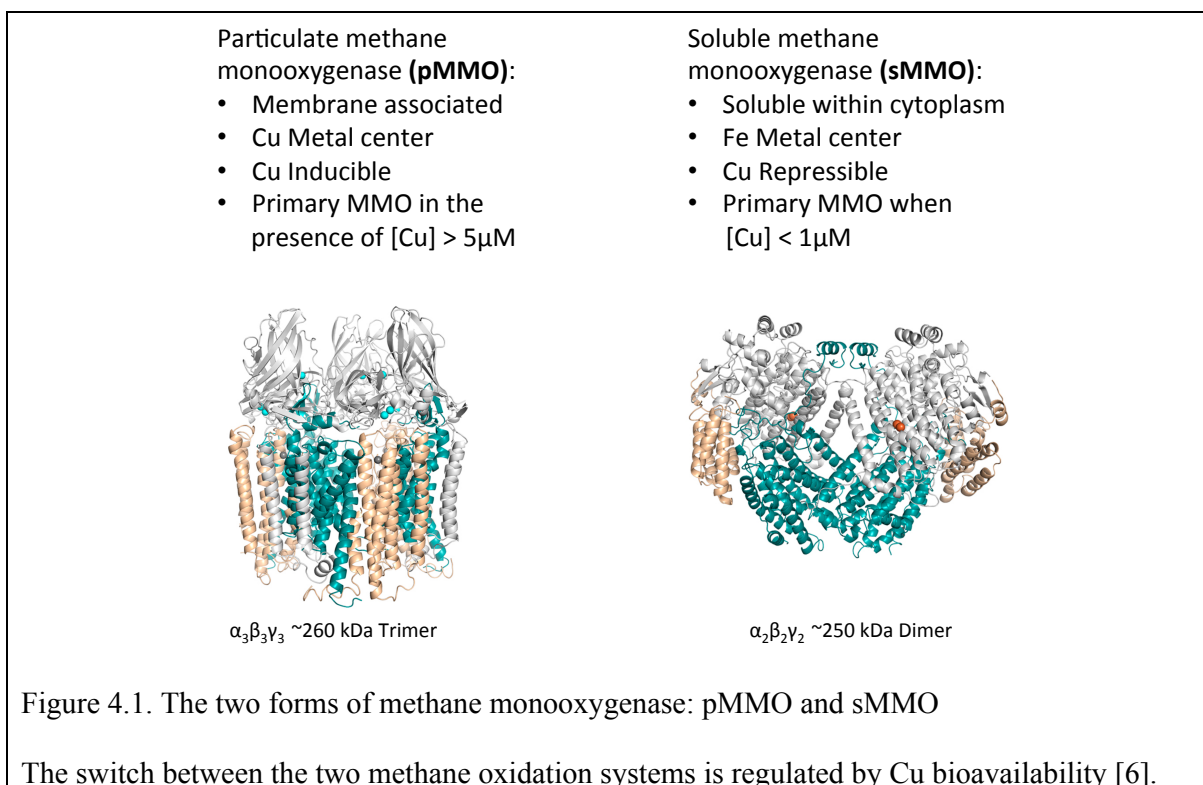 Particulate methane
monooxygenase (pMMO):
• Membrane associated
• Cu Metal center
• Cu Inducible
• Primary MMO in the
presence of [Cu] > 5μM
Soluble methane
monooxygenase (sMMO):
• Soluble within cytoplasm
• Fe Metal center
• Cu Repressible
• Primary MMO when
[Cu] < 1μM
α₃β₃γ₃ ~260 kDa Trimer
α₂β₂γ₂ ~250 kDa Dimer
Figure 4.1. The two forms of methane monooxygenase: pMMO and sMMO
The switch between the two methane oxidation systems is regulated by Cu bioavailability [6].